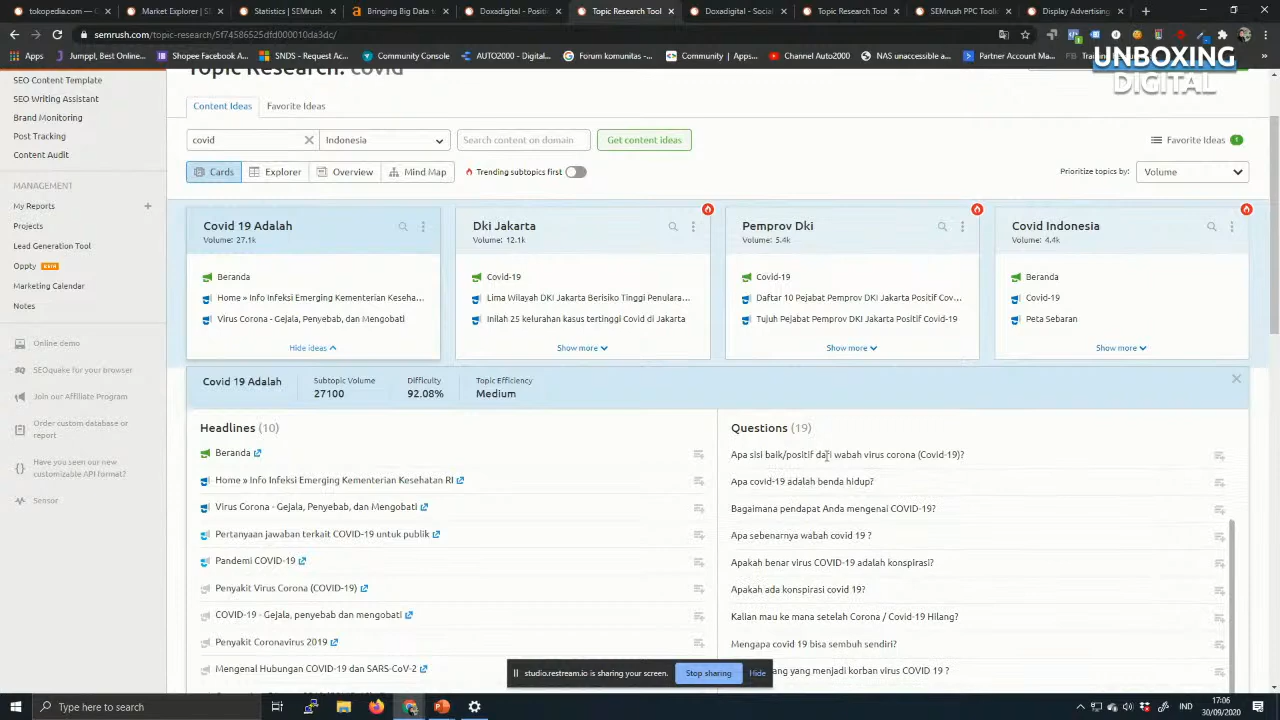 tokopedia.com —
Market Explorer | S
Statistics | SEMrush
Bringing Big Data t
Doxadigital - Positi
Topic Research Tool
Doxadigital - Social
Topic Research Tool
SEMrush PPC Toolk
Display Advertising
semrush.com/topic-research/5f74586525dfd000010da3dc/
Apps
Jumppl, Best Onlin...
Shopee Facebook A...
SNDS - Request Ac...
Community Console
AUTO2000 - Digital...
Forum komunitas -...
Community | Apps...
Channel Auto2000
NAS unaccessible a...
Partner Account Ma...
UNBOXING
DIGITAL
SEO Content Template
SEO Writing Assistant
Brand Monitoring
Post Tracking
Content Audit
MANAGEMENT
My Reports
Projects
Lead Generation Tool
Oppty
Marketing Calendar
Notes
Online demo
SEOquake for your browser
Join our Affiliate Program
Order custom database or
report
Have you seen our new
customizable API format?
Sensor
Topic Research: covid
Content Ideas
Favorite Ideas
covid
Indonesia
Search content on domain
Get content ideas
Favorite Ideas 1
Cards
Explorer
Overview
Mind Map
Trending subtopics first
Prioritize topics by:
Volume
Covid 19 Adalah
Volume: 27.1k
Beranda
Home » Info Infeksi Emerging Kementerian Keseha...
Virus Corona - Gejala, Penyebab, dan Mengobati
Hide ideas
Dki Jakarta
Volume: 12.1k
Covid-19
Lima Wilayah DKI Jakarta Berisiko Tinggi Penulara...
Inilah 25 kelurahan kasus tertinggi Covid di Jakarta
Show more
Pemprov Dki
Volume: 5.4k
Covid-19
Daftar 10 Pejabat Pemprov DKI Jakarta Positif Cov...
Tujuh Pejabat Pemprov DKI Jakarta Positif Covid-19
Show more
Covid Indonesia
Volume: 4.4k
Beranda
Covid-19
Peta Sebaran
Show more
Covid 19 Adalah
Subtopic Volume
27100
Difficulty
92.08%
Topic Efficiency
Medium
Headlines (10)
Beranda
Home » Info Infeksi Emerging Kementerian Kesehatan RI
Virus Corona - Gejala, Penyebab, dan Mengobati
Pertanyaan jawaban terkait COVID-19 untuk publik
Pandemi COVID-19
Penyakit Virus Corona (COVID-19)
COVID-19 - Gejala, penyebab dan mengobati
Penyakit Coronavirus 2019
Mengenal Hubungan COVID-19 dan SARS-CoV-2
Questions (19)
Apa sisi baik/positif dari wabah virus corona (Covid-19)?
Apa covid-19 adalah benda hidup?
Bagaimana pendapat Anda mengenai COVID-19?
Apa sebenarnya wabah covid 19 ?
Apakah benar virus COVID-19 adalah konspirasi?
Apakah ada konspirasi covid 19?
Kalian mau ke mana setelah Corona / Covid-19 Hilang?
Mengapa covid 19 bisa sembuh sendiri?
ang yang menjadi korban virus COVID 19 ?
studio.restream.io is sharing your screen.
Stop sharing
Hide
Type here to search
IND
17:06
30/09/2020